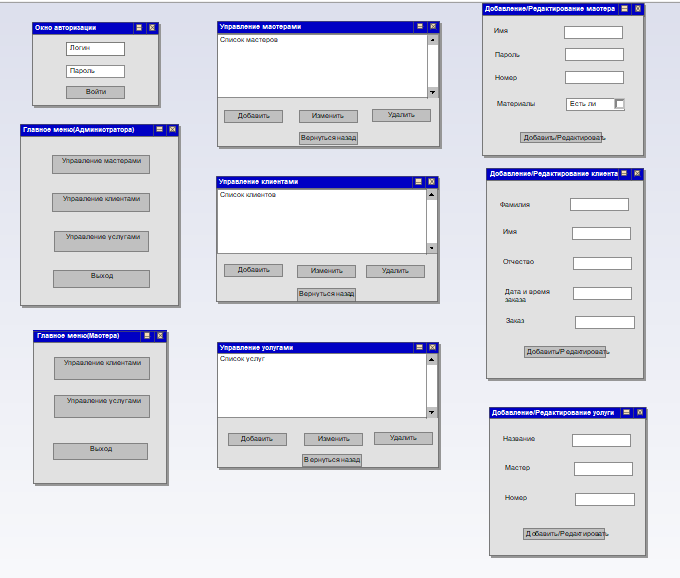 Окно авторизации
Логин
Пароль
Войти
Главное меню(Администратора)
Управление мастерами
Управление клиентами
Управление услугами
Выход
Главное меню(Мастера)
Управление клиентами
Управление услугами
Выход
Управление мастерами
Список мастеров
Добавить
Изменить
Удалить
Вернуться назад
Управление клиентами
Список клиентов
Добавить
Изменить
Удалить
Вернуться назад
Управление услугами
Список услуг
Добавить
Изменить
Удалить
Вернуться назад
Добавление/Редактирование мастера
Имя
Пароль
Номер
Материалы
Есть ли
Добавить/Редактировать
Добавление/Редактирование клиента
Фамилия
Имя
Отчество
Дата и время
заказа
Заказ
Добавить/Редактировать
Добавление/Редактирование услуги
Название
Мастер
Номер
Добавить/Редактировать